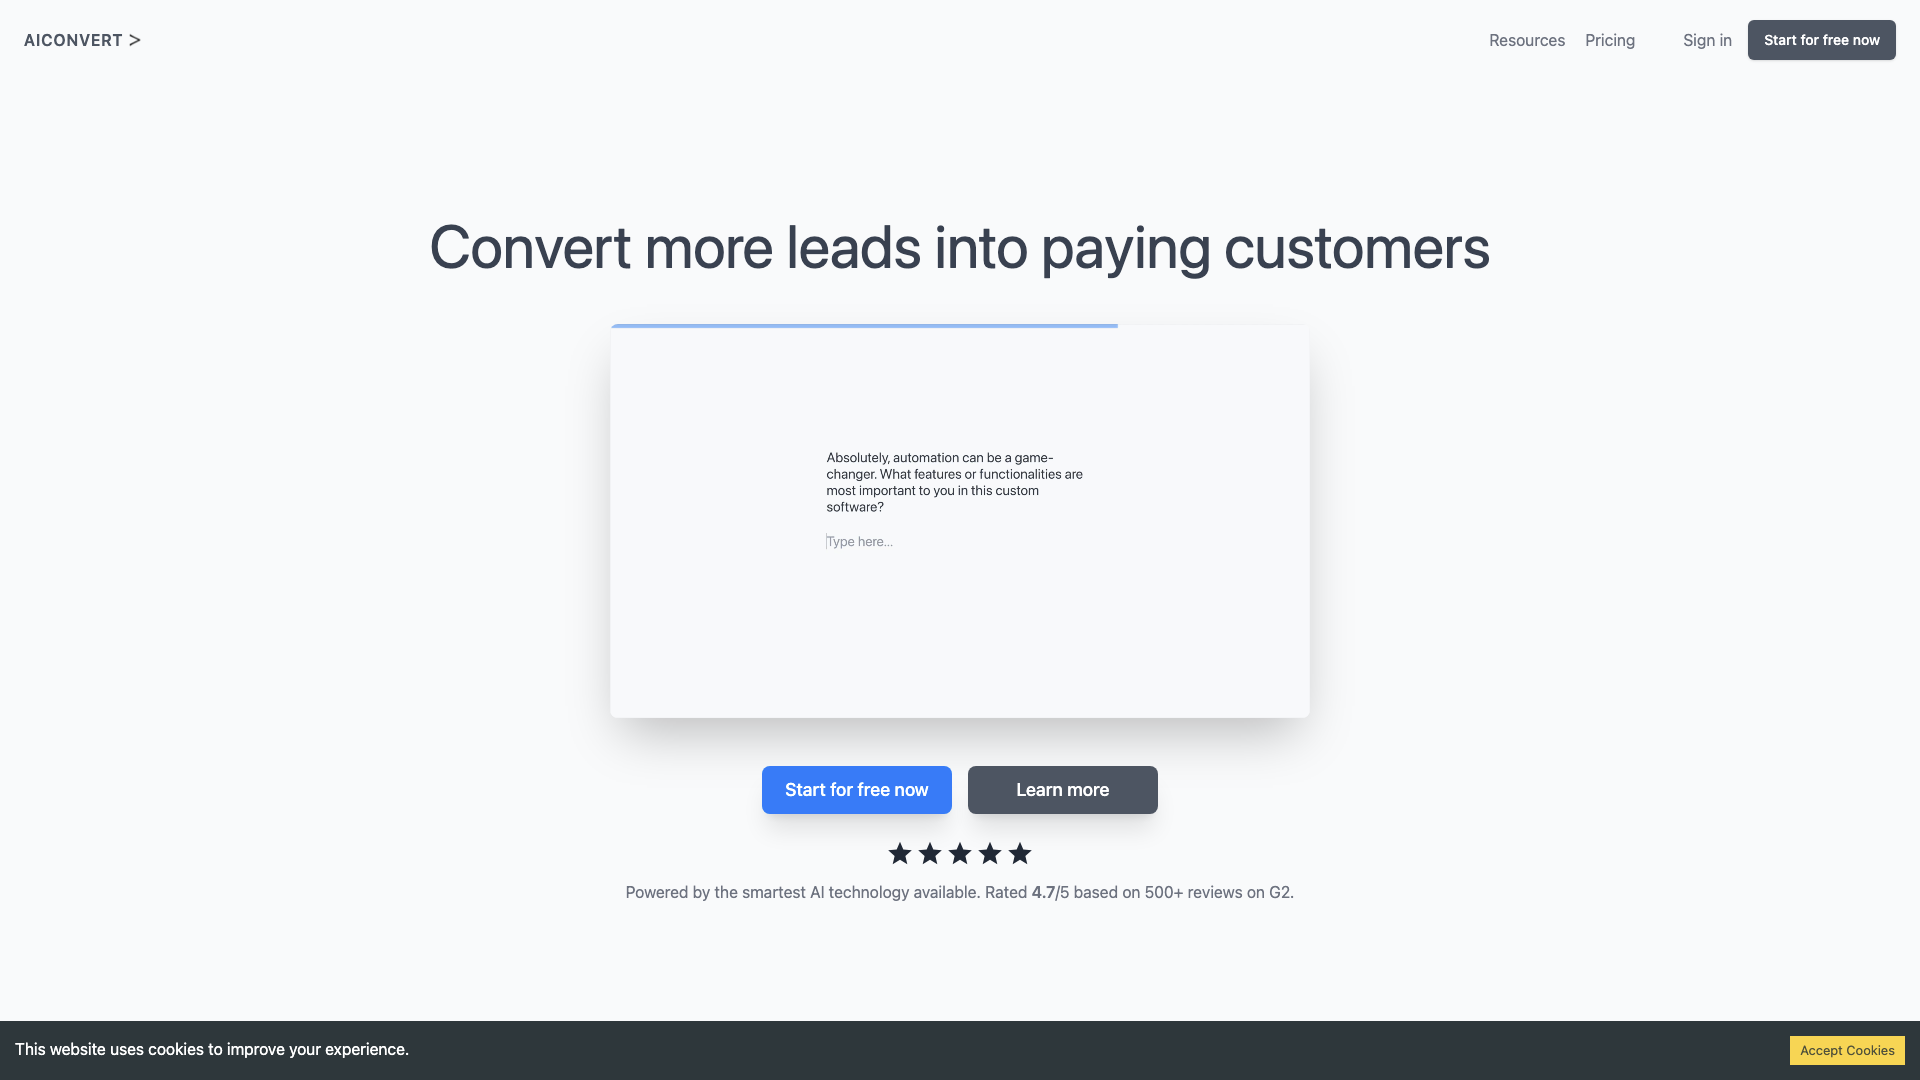 AICONVERT >
Resources
Pricing
Sign in
Start for free now
Convert more leads into paying customers
Absolutely, automation can be a game-
changer. What features or functionalities are
most important to you in this custom
software?
Type here...
Start for free now
Learn more
Powered by the smartest AI technology available. Rated 4.7/5 based on 500+ reviews on G2.
This website uses cookies to improve your experience.
Accept Cookies